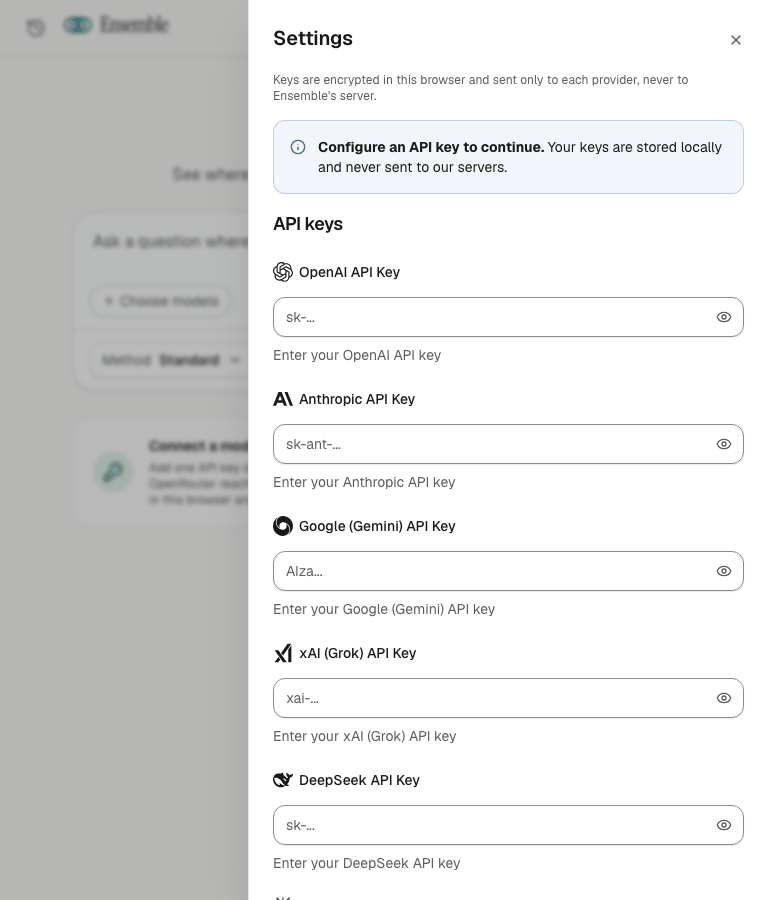 Ensemble
Settings
Keys are encrypted in this browser and sent only to each provider, never to
Ensemble's server.
Configure an API key to continue. Your keys are stored locally
and never sent to our servers.
See where
Ask a question where
+ Choose models
Method Standard
Connect a mod
Add one API key
OpenRouter reac
in this browser an
API keys
OpenAI API Key
sk-...
Enter your OpenAI API key
Anthropic API Key
sk-ant-...
Enter your Anthropic API key
Google (Gemini) API Key
AIza...
Enter your Google (Gemini) API key
xAI (Grok) API Key
xai-...
Enter your xAI (Grok) API key
DeepSeek API Key
sk-...
Enter your DeepSeek API key